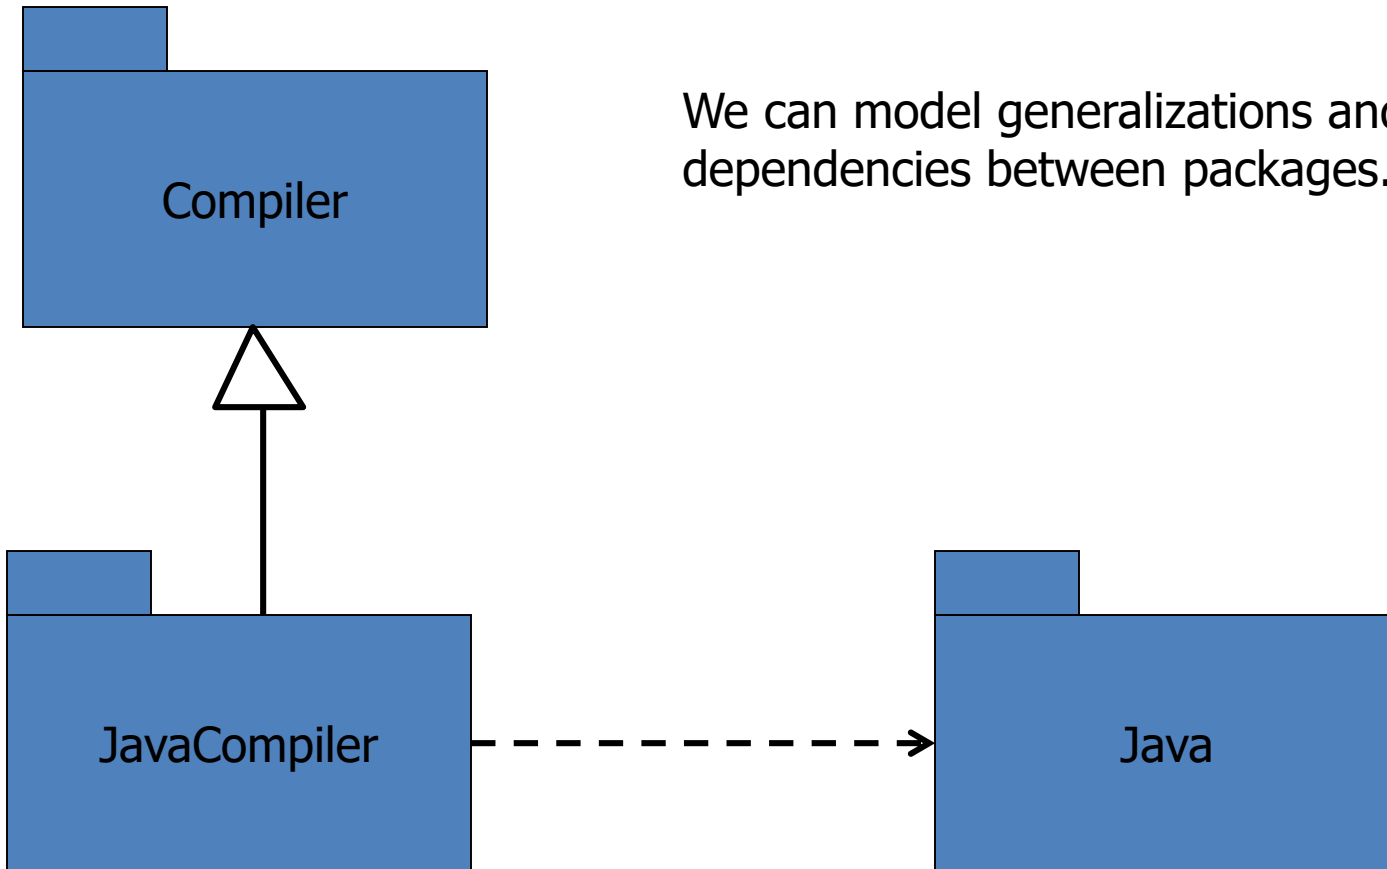 We can model generalizations and
dependencies between packages.
Compiler
JavaCompiler
Java